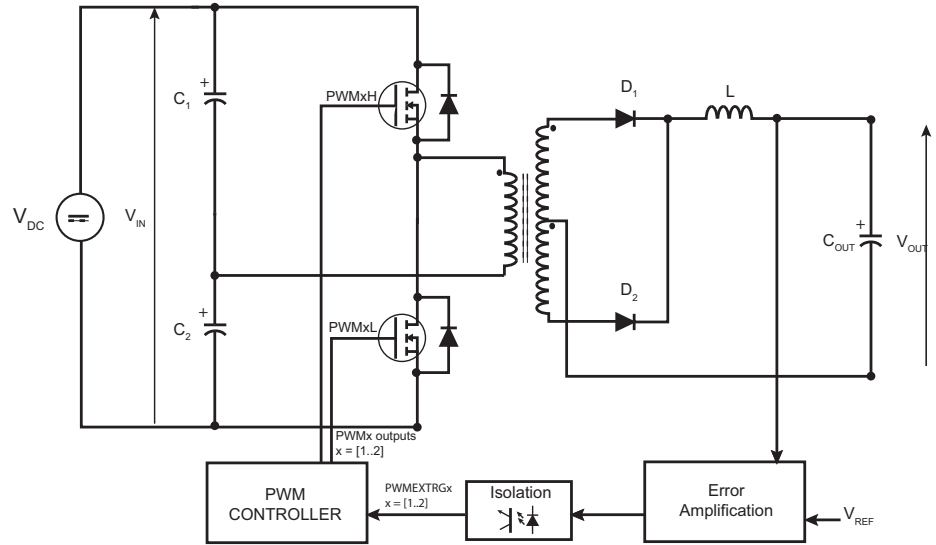 PWMxH
D1
L
C1
+
VDC
VIN
+
COUT
VOUT
D2
+
C2
PWMxL
PWMx outputs
x = [1..2]
PWM
CONTROLLER
PWMEXTRGx
x = [1..2]
Isolation
Error
Amplification
VREF